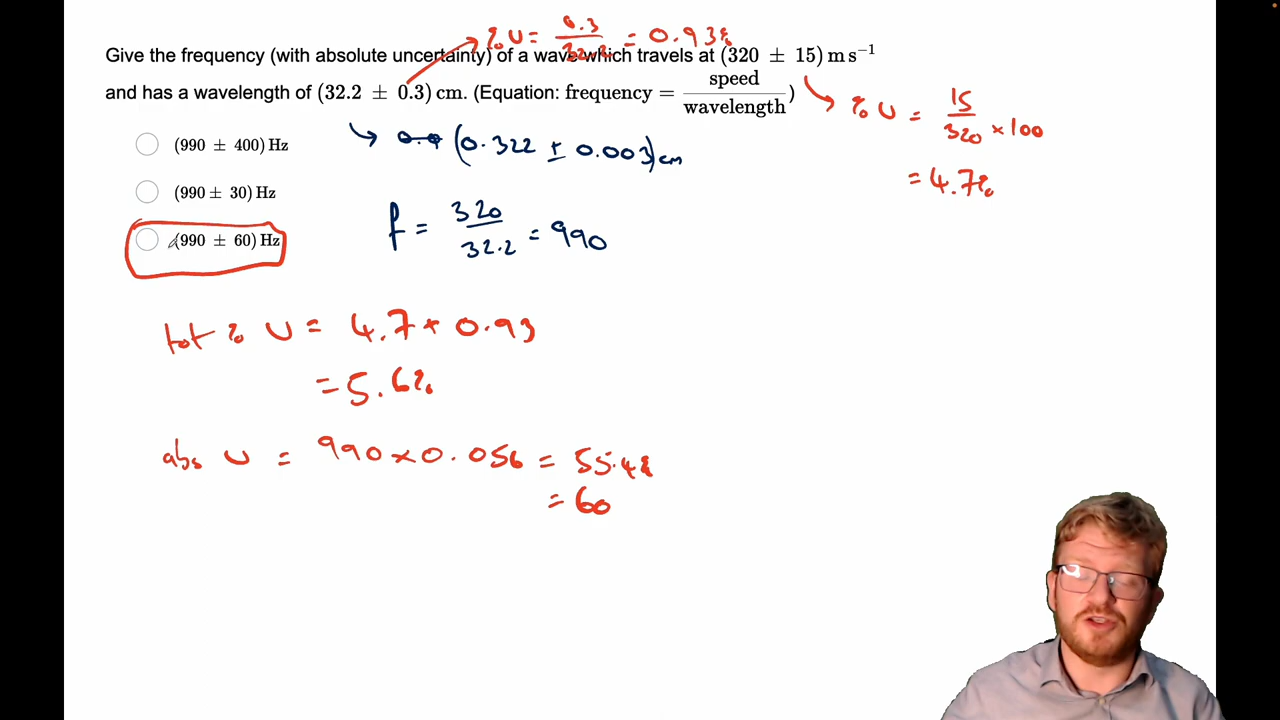 % U = 0.3 / 32.2 = 0.93%
Give the frequency (with absolute uncertainty) of a wave which travels at (320 ± 15) m s⁻¹
and has a wavelength of (32.2 ± 0.3) cm. (Equation: frequency = speed / wavelength)
% U = 15 / 320 × 100
= 4.7%
(990 ± 400) Hz
(0.322 ± 0.003) cm
(990 ± 30) Hz
f = 320 / 32.2 = 990
(990 ± 60) Hz
tot % U = 4.7 + 0.93
= 5.6%
abs U = 990 × 0.056 = 55.44
= 60